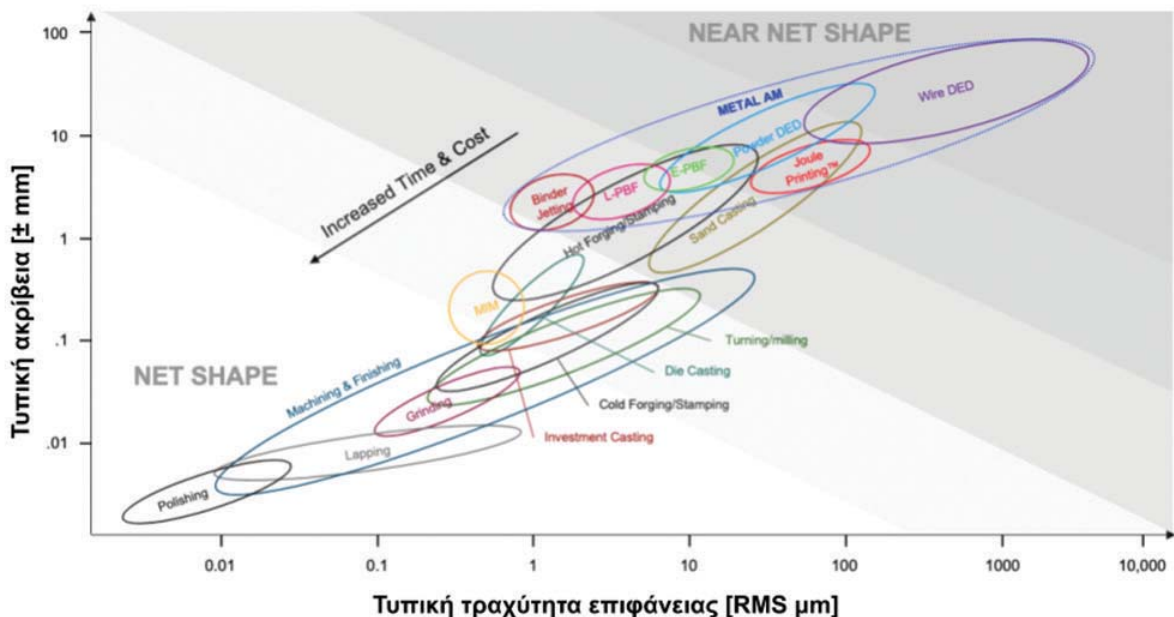 NEAR NET SHAPE
100
METAL AM
Wire DED
Powder DED
10
Increased Time & Cost
E-PBF
Joule
Printing™
L-PBF
Binder
Jetting
Hot Forging/Stamping
Sand Casting
1
MIM
.1
Turning/milling
Die Casting
NET SHAPE
Machining & Finishing
Cold Forging/Stamping
Grinding
Investment Casting
.01
Lapping
Polishing
Τυπική ακρίβεια [± mm]
0.01
0.1
1
10
100
1000
10,000
Τυπική τραχύτητα επιφάνειας [RMS μm]